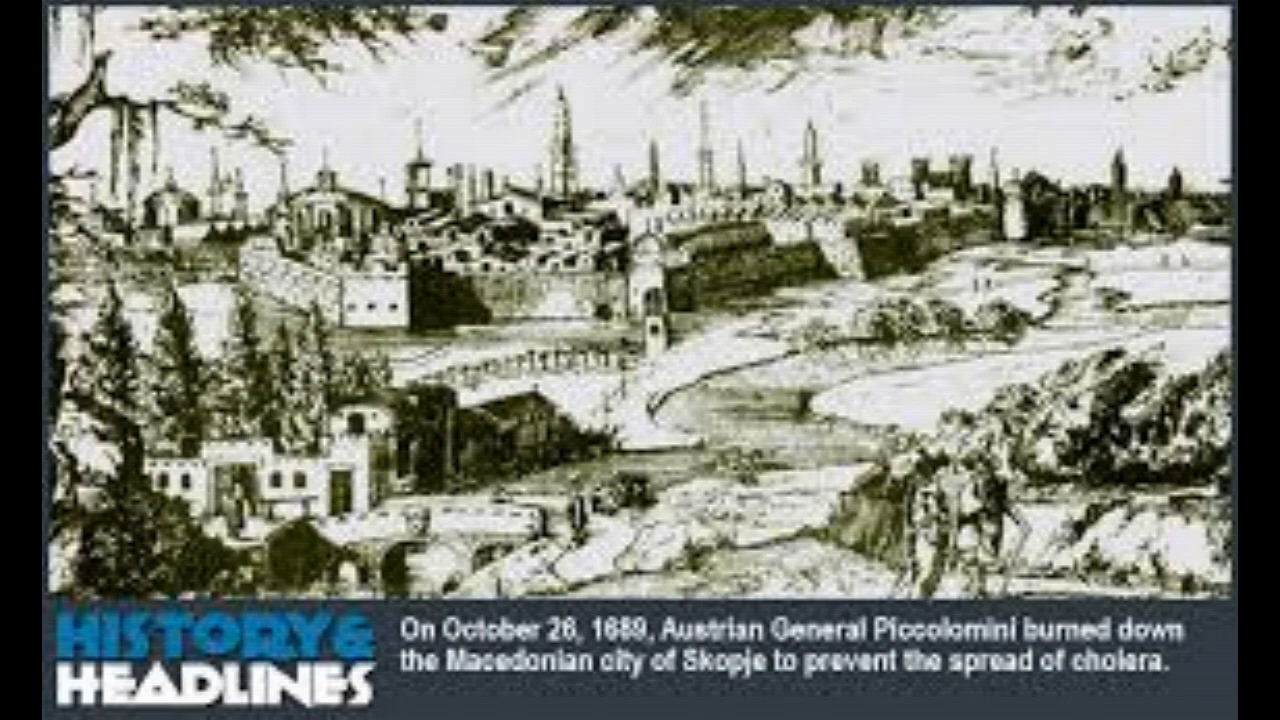 HISTORY&
HEADLINES
On October 26, 1689, Austrian General Piccolomini burned down
the Macedonian city of Skopje to prevent the spread of cholera.